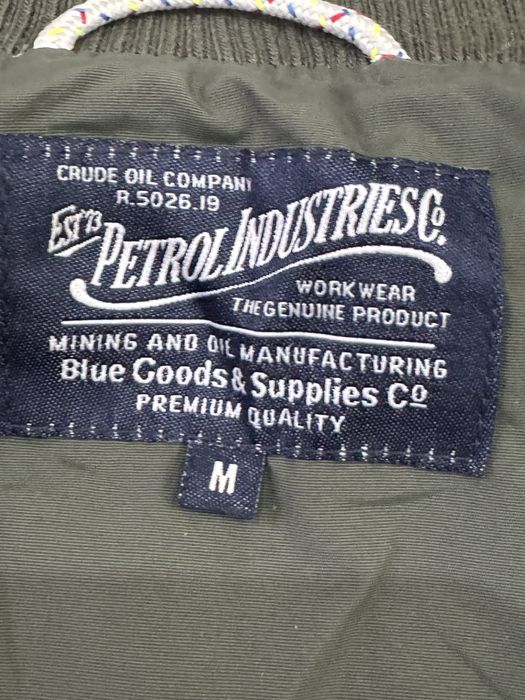 CRUDE OIL COMPANY
R.5026.19
EST'73 PETROL INDUSTRIES Co.
WORKWEAR
THE GENUINE PRODUCT
MINING AND OIL MANUFACTURING
Blue Goods & Supplies Co
PREMIUM QUALITY
M